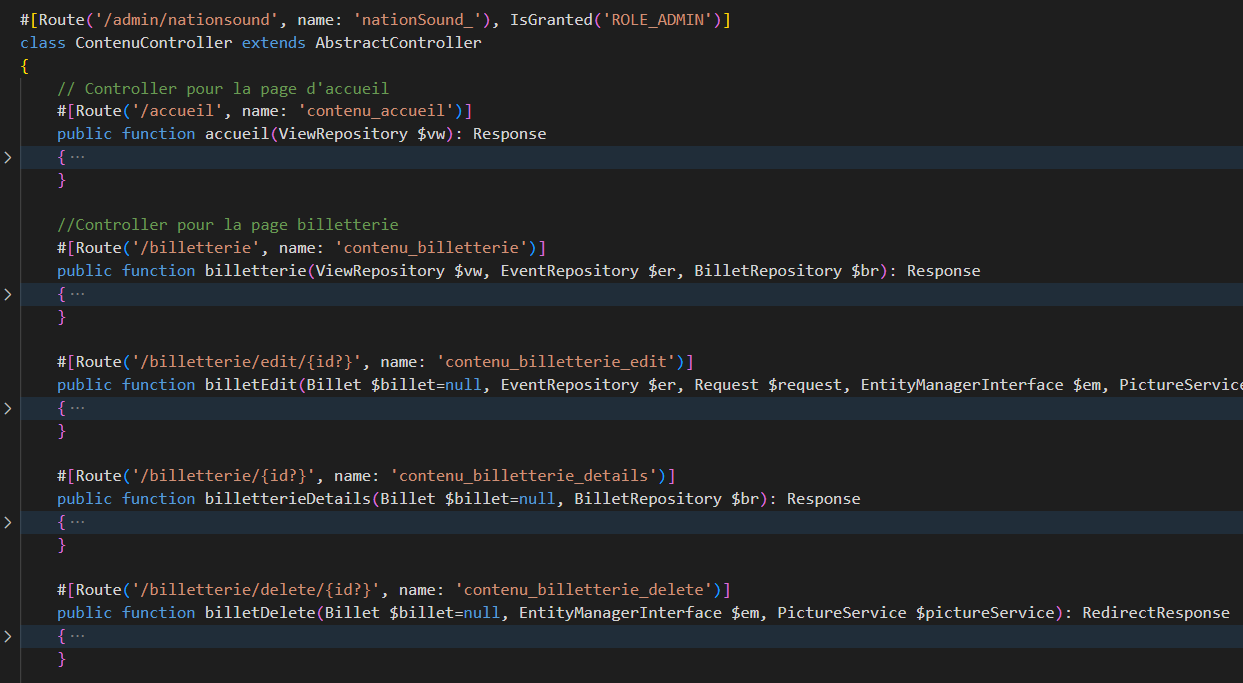 #[Route('/admin/nationsound', name: 'nationSound_'), IsGranted('ROLE_ADMIN')]
class ContenuController extends AbstractController
{
// Controller pour la page d'accueil
#[Route('/accueil', name: 'contenu_accueil')]
public function accueil(ViewRepository $vw): Response
{ ...
}
//Controller pour la page billetterie
#[Route('/billetterie', name: 'contenu_billetterie')]
public function billetterie(ViewRepository $vw, EventRepository $er, BilletRepository $br): Response
{ ...
}
#[Route('/billetterie/edit/{id?}', name: 'contenu_billetterie_edit')]
public function billetEdit(Billet $billet=null, EventRepository $er, Request $request, EntityManagerInterface $em, PictureService
{ ...
}
#[Route('/billetterie/{id?}', name: 'contenu_billetterie_details')]
public function billetterieDetails(Billet $billet=null, BilletRepository $br): Response
{ ...
}
#[Route('/billetterie/delete/{id?}', name: 'contenu_billetterie_delete')]
public function billetDelete(Billet $billet=null, EntityManagerInterface $em, PictureService $pictureService): RedirectResponse
{ ...
}